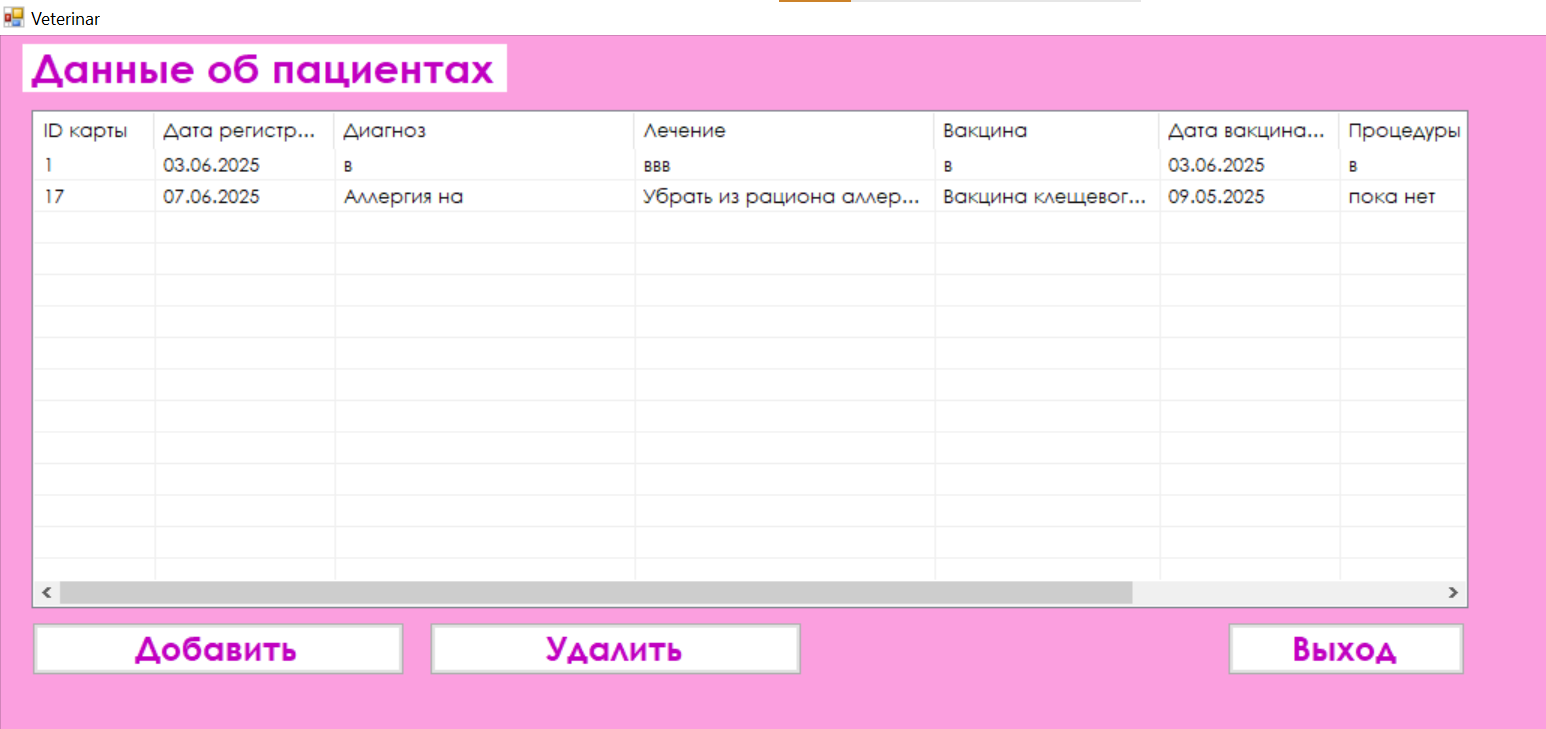 Veterinar
Данные об пациентах
ID карты Дата регистр... Диагноз Лечение Вакцина Дата вакцина... Процедуры
1 03.06.2025 в ввв в 03.06.2025 в
17 07.06.2025 Аллергия на Убрать из рациона аллер... Вакцина клещевог... 09.05.2025 пока нет
Добавить Удалить Выход